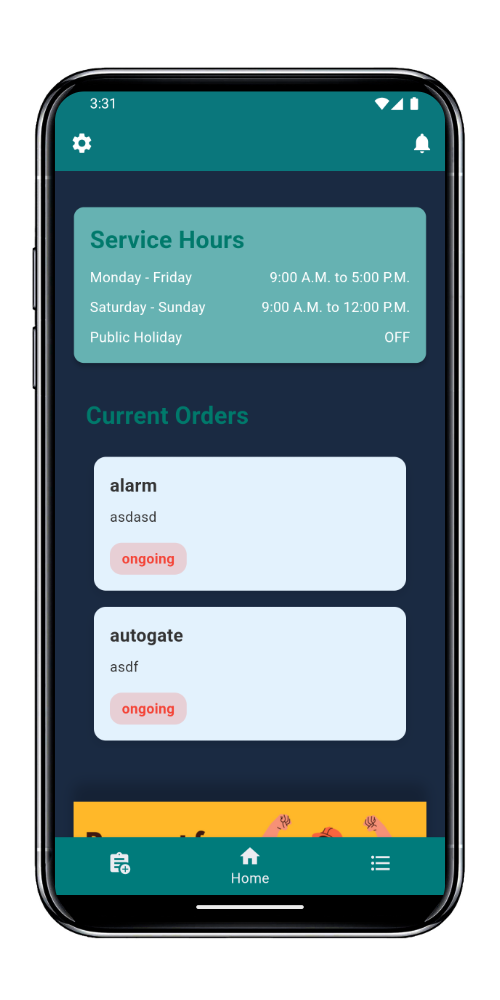 3:31
Service Hours
Monday - Friday 9:00 A.M. to 5:00 P.M.
Saturday - Sunday 9:00 A.M. to 12:00 P.M.
Public Holiday OFF
Current Orders
alarm
asdasd
ongoing
autogate
asdf
ongoing
Home